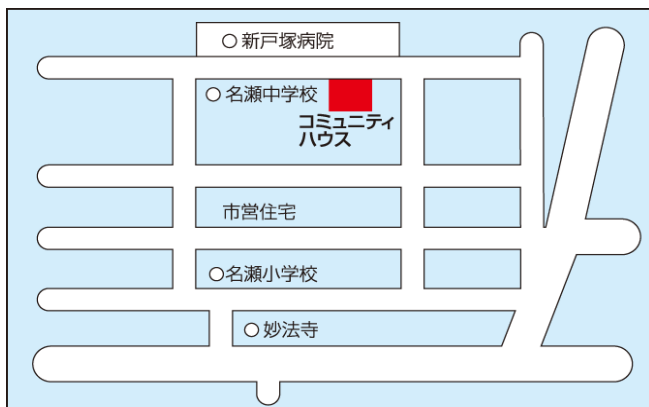 ○新戸塚病院
○名瀬中学校
コミュニティ
ハウス
市営住宅
○名瀬小学校
○妙法寺